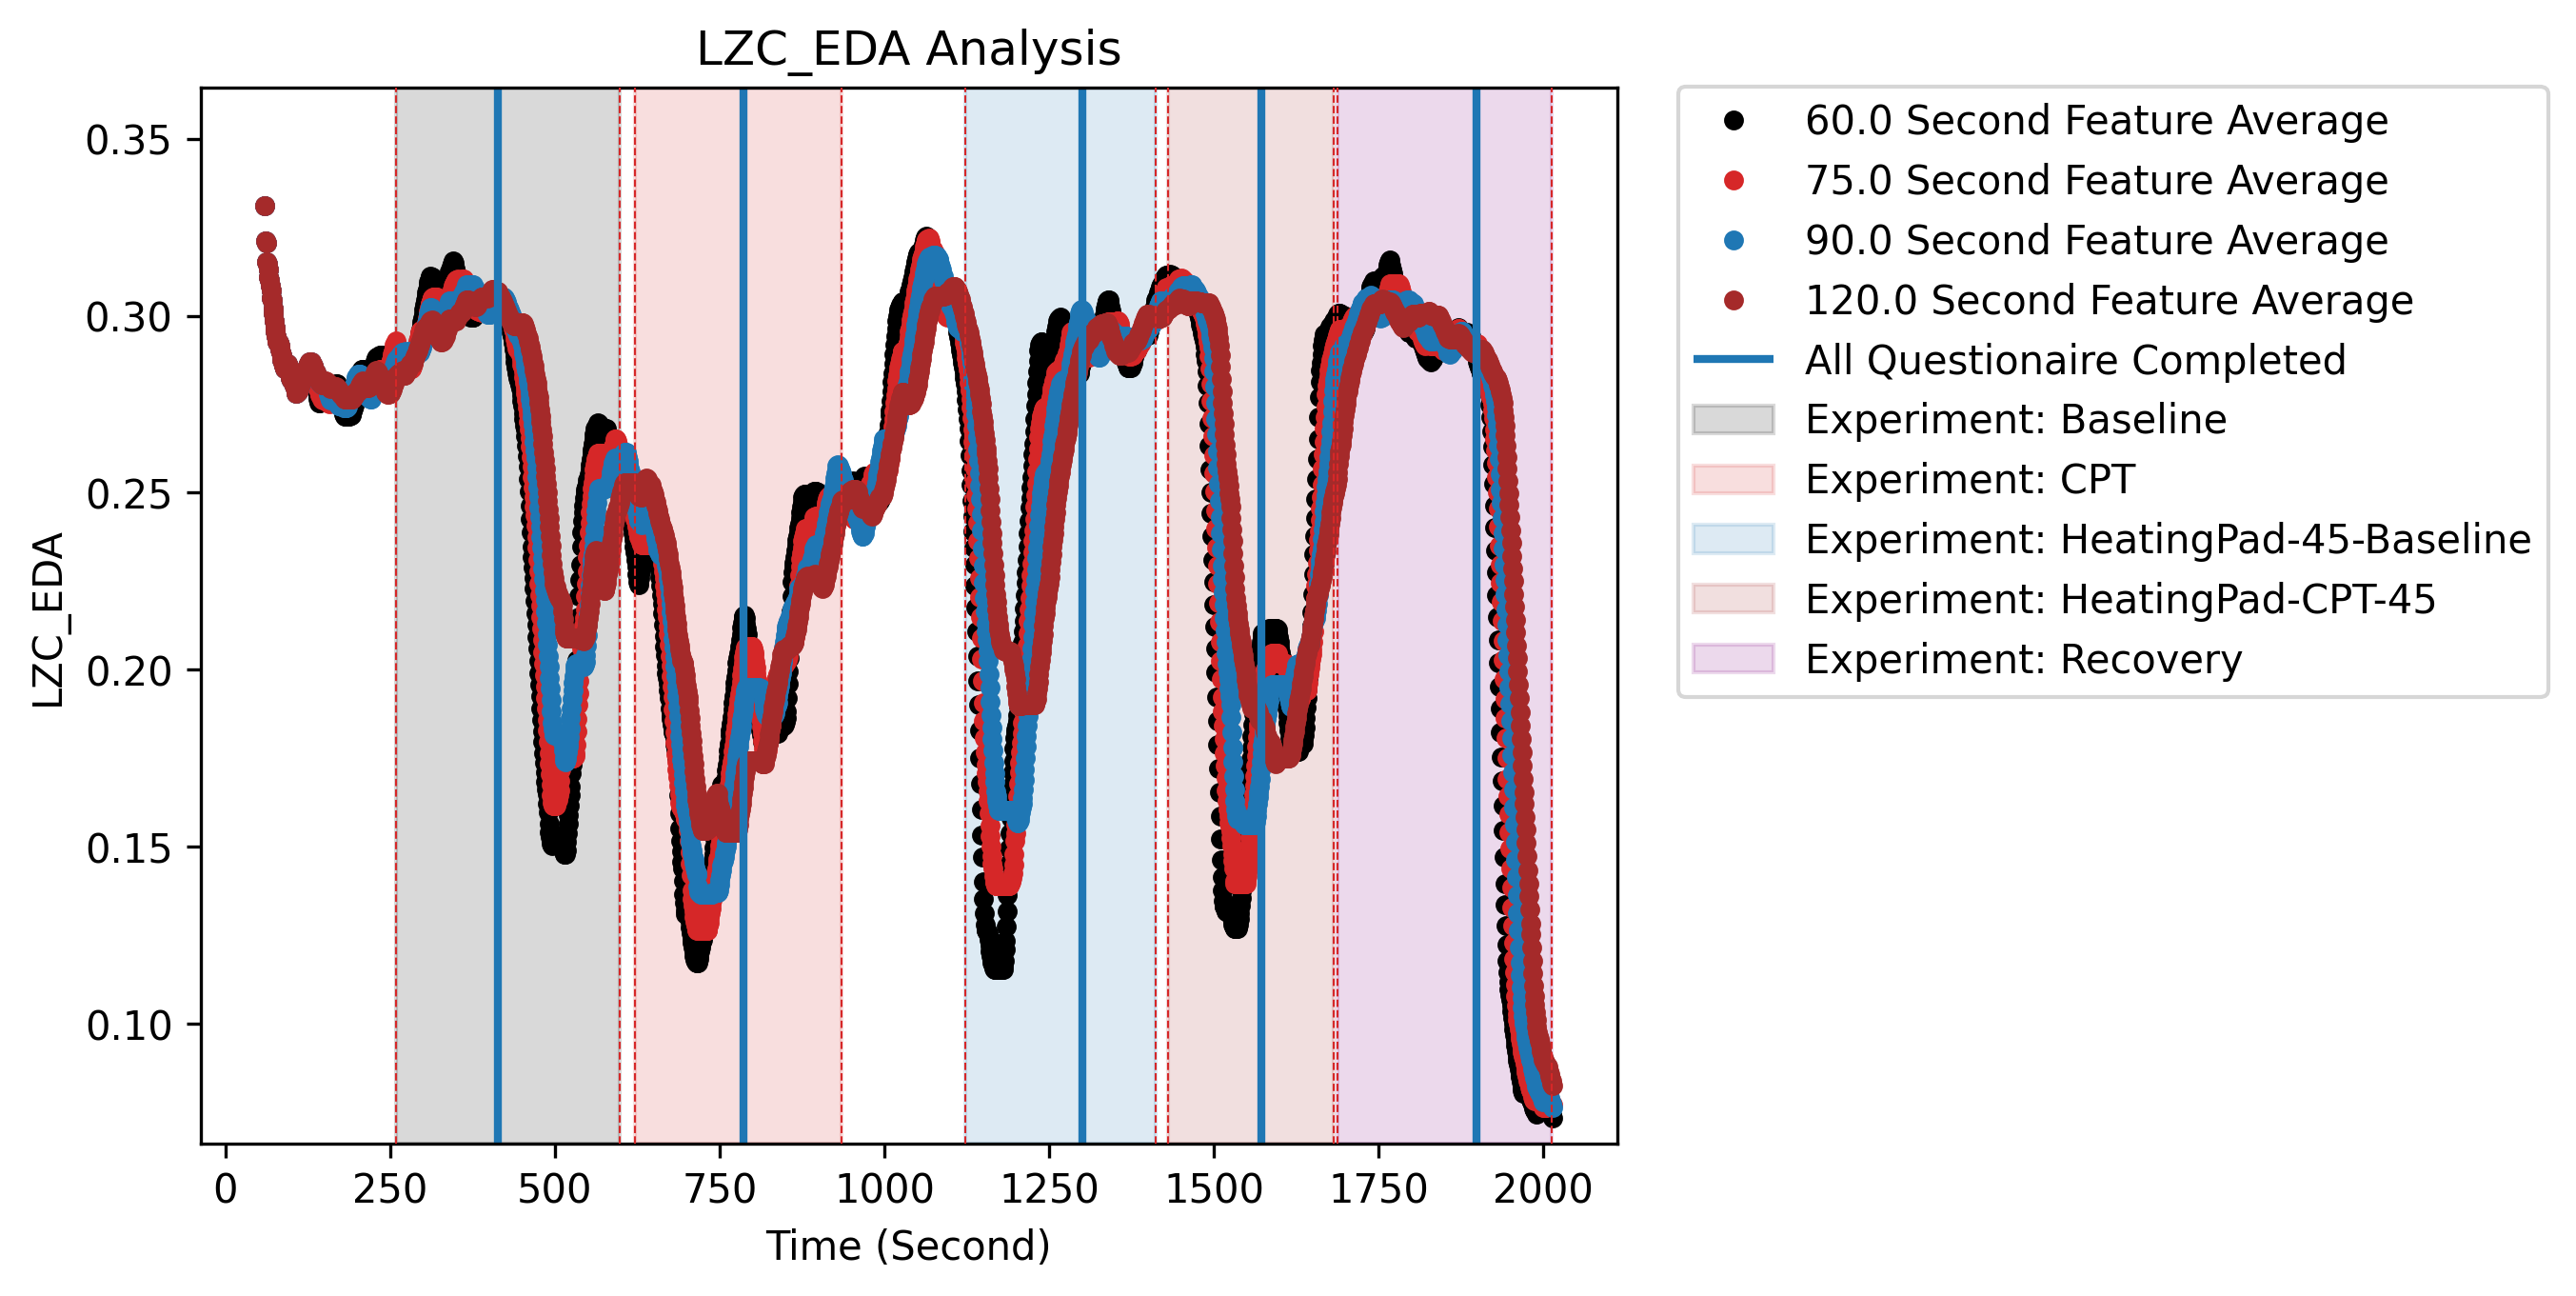 LZC_EDA Analysis
0.35
0.30
0.25
0.20
0.15
0.10
LZC_EDA
0 250 500 750 1000 1250 1500 1750 2000
Time (Second)
60.0 Second Feature Average
75.0 Second Feature Average
90.0 Second Feature Average
120.0 Second Feature Average
All Questionaire Completed
Experiment: Baseline
Experiment: CPT
Experiment: HeatingPad-45-Baseline
Experiment: HeatingPad-CPT-45
Experiment: Recovery